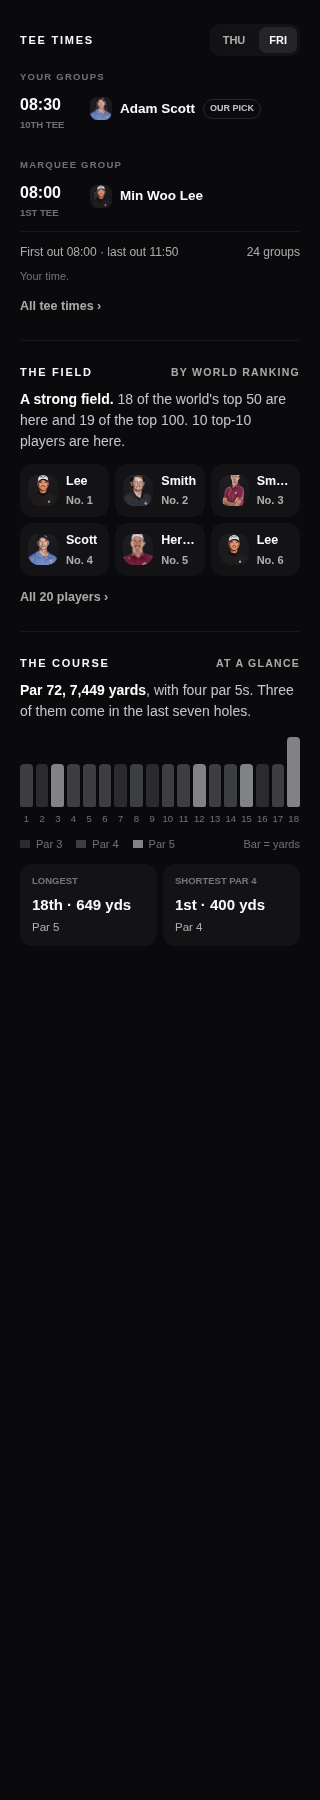 TEE TIMES
THU FRI
YOUR GROUPS
08:30 Adam Scott OUR PICK
10TH TEE
MARQUEE GROUP
08:00 Min Woo Lee
1ST TEE
First out 08:00 · last out 11:50 24 groups
Your time.
All tee times ›
THE FIELD BY WORLD RANKING
A strong field. 18 of the world's top 50 are
here and 19 of the top 100. 10 top-10
players are here.
Lee Smith Sm…
No. 1 No. 2 No. 3
Scott Her… Lee
No. 4 No. 5 No. 6
All 20 players ›
THE COURSE AT A GLANCE
Par 72, 7,449 yards, with four par 5s. Three
of them come in the last seven holes.
1 2 3 4 5 6 7 8 9 10 11 12 13 14 15 16 17 18
Par 3 Par 4 Par 5 Bar = yards
LONGEST SHORTEST PAR 4
18th · 649 yds 1st · 400 yds
Par 5 Par 4